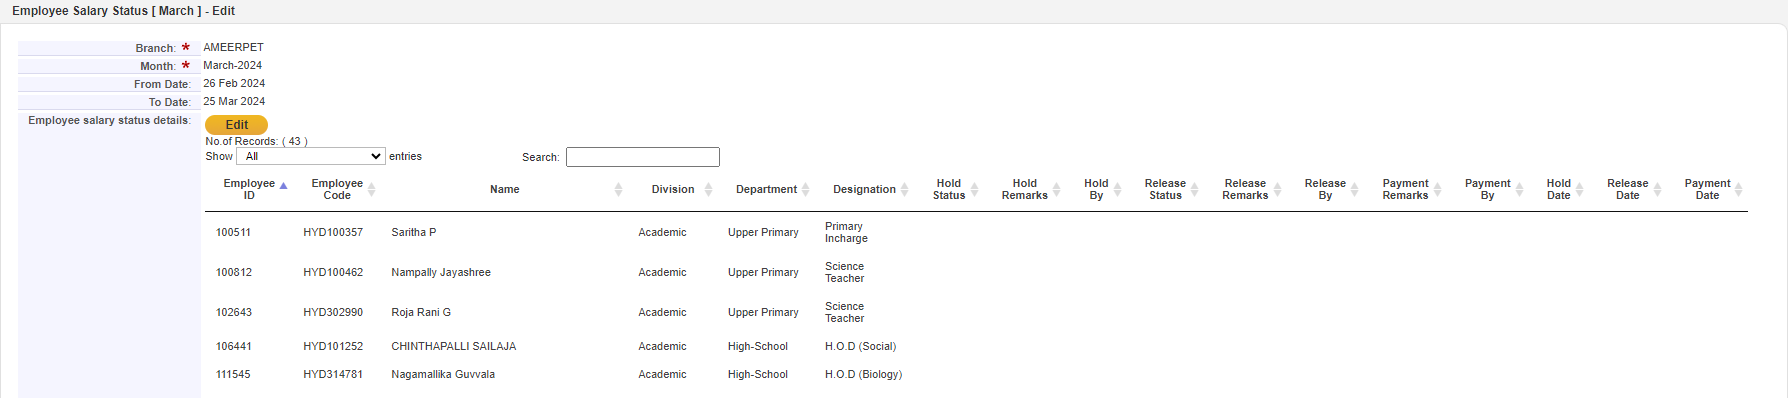 Employee Salary Status [ March ] - Edit
Branch: * AMEERPET
Month: * March-2024
From Date: 26 Feb 2024
To Date: 25 Mar 2024
Employee salary status details:
Edit
No.of Records: ( 43 )
Show All entries Search:
Employee ID Employee Code Name Division Department Designation Hold Status Hold Remarks Hold By Release Status Release Remarks Release By Payment Remarks Payment By Hold Date Release Date Payment Date
100511 HYD100357 Saritha P Academic Upper Primary Primary Incharge
100812 HYD100462 Nampally Jayashree Academic Upper Primary Science Teacher
102643 HYD302990 Roja Rani G Academic Upper Primary Science Teacher
106441 HYD101252 CHINTHAPALLI SAILAJA Academic High-School H.O.D (Social)
111545 HYD314781 Nagamallika Guvvala Academic High-School H.O.D (Biology)